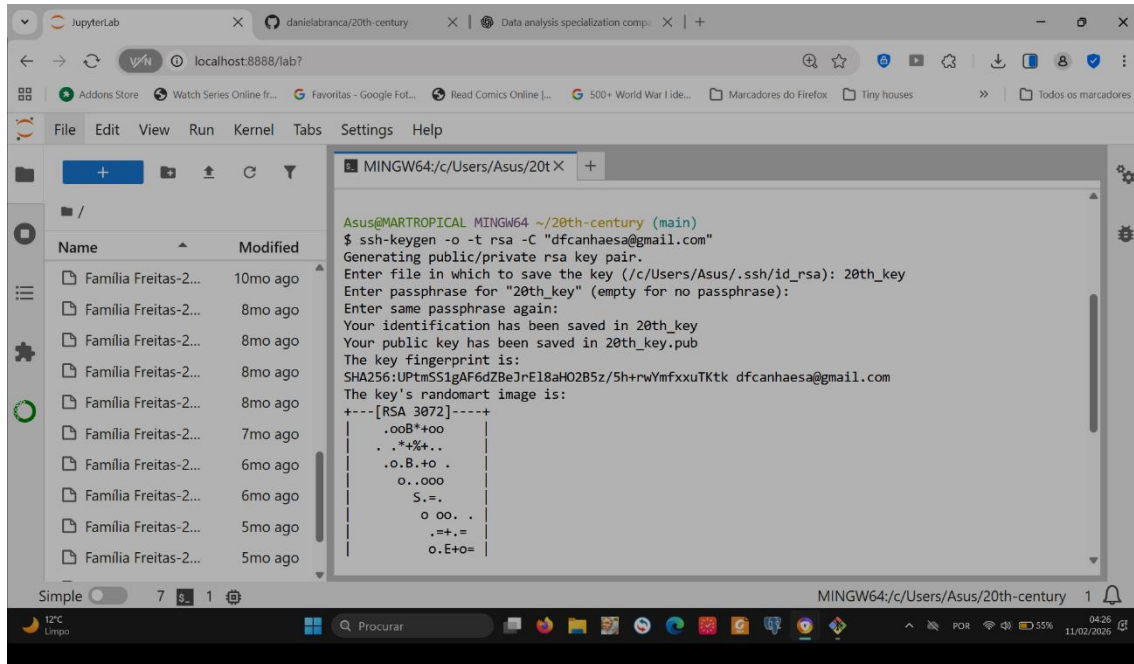 JupyterLab
danielabranca/20th-century
Data analysis specialization comp
V/N
localhost:8888/lab?
Addons Store
Watch Series Online fr...
Favoritas - Google Fot...
Read Comics Online |...
500+ World War I ide...
Marcadores do Firefox
Tiny houses
»
Todos os marcadores
File Edit View Run Kernel Tabs Settings Help
MINGW64:/c/Users/Asus/20t
/
Name Modified
Família Freitas-2... 10mo ago
Família Freitas-2... 8mo ago
Família Freitas-2... 8mo ago
Família Freitas-2... 8mo ago
Família Freitas-2... 8mo ago
Família Freitas-2... 7mo ago
Família Freitas-2... 6mo ago
Família Freitas-2... 6mo ago
Família Freitas-2... 5mo ago
Família Freitas-2... 5mo ago
Asus@MARTROPICAL MINGW64 ~/20th-century (main)
$ ssh-keygen -o -t rsa -C "dfcanhaesa@gmail.com"
Generating public/private rsa key pair.
Enter file in which to save the key (/c/Users/Asus/.ssh/id_rsa): 20th_key
Enter passphrase for "20th_key" (empty for no passphrase):
Enter same passphrase again:
Your identification has been saved in 20th_key
Your public key has been saved in 20th_key.pub
The key fingerprint is:
SHA256:UPtmSS1gAF6dZBeJrEl8aHO2B5z/5h+rwYmfxxuTKtk dfcanhaesa@gmail.com
The key's randomart image is:
+---[RSA 3072]----+
|    .ooB*+oo     |
|   . .*+%+..     |
|    .o.B.+o .    |
|      o..ooo     |
|        S.=.     |
|         o oo. . |
|          .=+.=  |
|          o.E+o= |
Simple 7 1
MINGW64:/c/Users/Asus/20th-century 1
12°C
Limpo
Procurar
POR
55%
04:26
11/02/2026